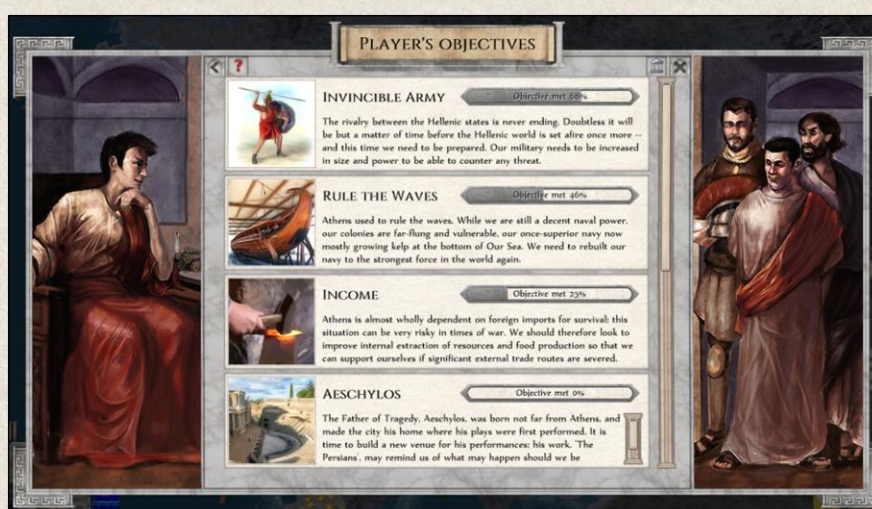 PLAYER'S OBJECTIVES
?
INVINCIBLE ARMY
Objective met 68%
The rivalry between the Hellenic states is never ending. Doubtless it will
be but a matter of time before the Hellenic world is set afire once more –
and this time we need to be prepared. Our military needs to be increased
in size and power to be able to counter any threat.
RULE THE WAVES
Objective met 46%
Athens used to rule the waves. While we are still a decent naval power,
our colonies are far-flung and vulnerable, our once-superior navy now
mostly growing kelp at the bottom of Our Sea. We need to rebuilt our
navy to the strongest force in the world again.
INCOME
Objective met 23%
Athens is almost wholly dependent on foreign imports for survival; this
situation can be very risky in times of war. We should therefore look to
improve internal extraction of resources and food production so that we
can support ourselves if significant external trade routes are severed.
AESCHYLOS
Objective met 0%
The Father of Tragedy, Aeschylos, was born not far from Athens, and
made the city his home where his plays were first performed. It is
time to build a new venue for his performances; his work, 'The
Persians', may remind us of what may happen should we be